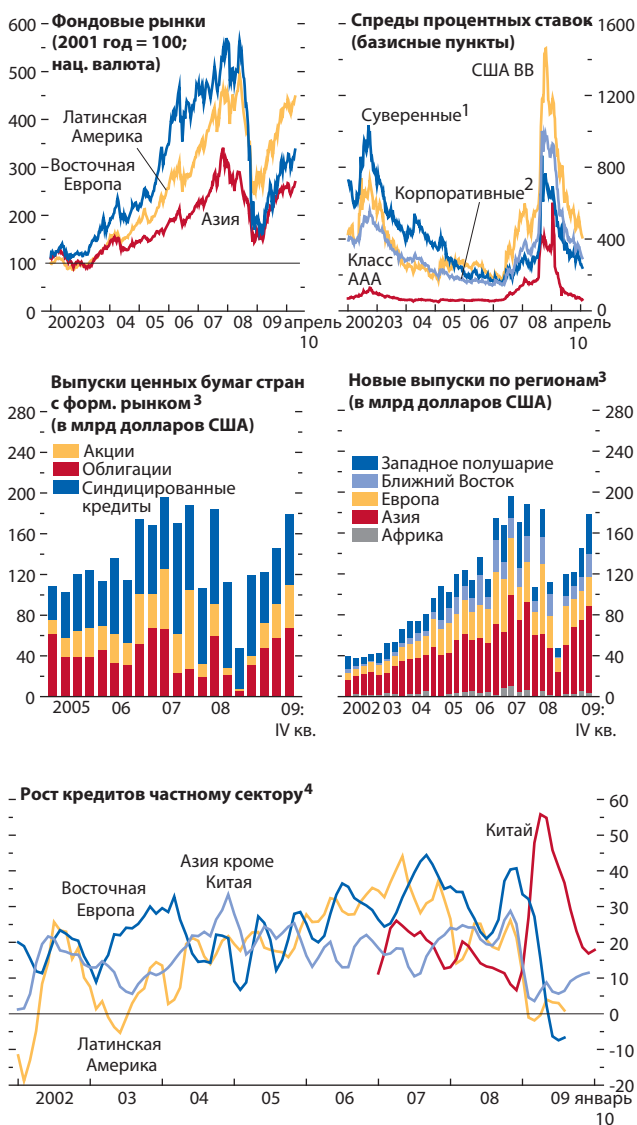 Фондовые рынки
(2001 год = 100;
нац. валюта)
600
500
400
300
200
100
0
Латинская
Америка
Восточная
Европа
Азия
2002 03 04 05 06 07 08 09 апрель
10
Спреды процентных ставок
(базисные пункты)
1600
1200
800
400
0
США BB
Суверенные1
Корпоративные2
Класс
AAA
2002 03 04 05 06 07 08 апрель
10
Выпуски ценных бумаг стран
с форм. рынком 3
(в млрд долларов США)
280
240
200
160
120
80
40
0
Акции
Облигации
Синдицированные
кредиты
2005 06 07 08 09:
IV кв.
Новые выпуски по регионам3
(в млрд долларов США)
280
240
200
160
120
80
40
0
Западное полушарие
Ближний Восток
Европа
Азия
Африка
2002 03 04 05 06 07 08 09:
IV кв.
Рост кредитов частному сектору4
60
50
40
30
20
10
0
-10
-20
Китай
Азия кроме
Китая
Восточная
Европа
Латинская
Америка
2002 03 04 05 06 07 08 09 январь
10